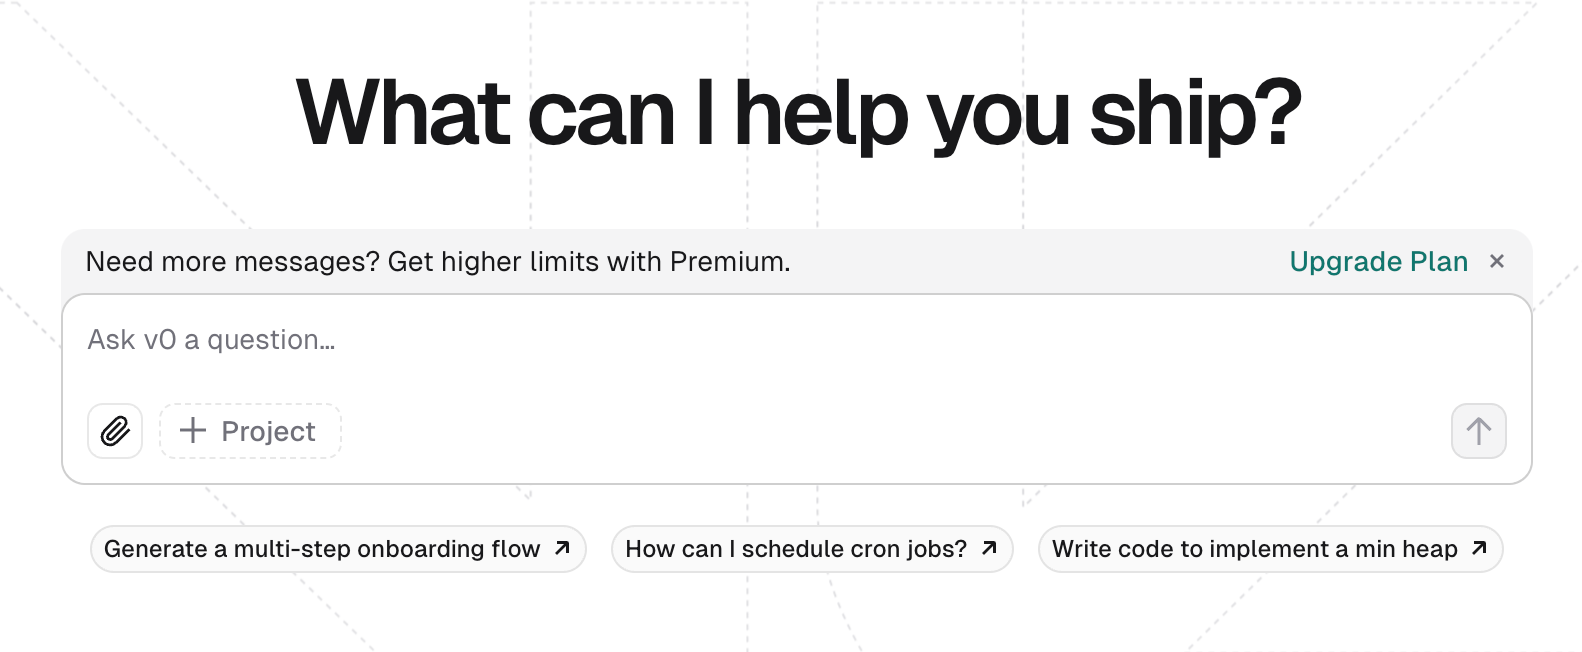 What can I help you ship?
Need more messages? Get higher limits with Premium.
Upgrade Plan
Ask v0 a question...
Project
Generate a multi-step onboarding flow
How can I schedule cron jobs?
Write code to implement a min heap